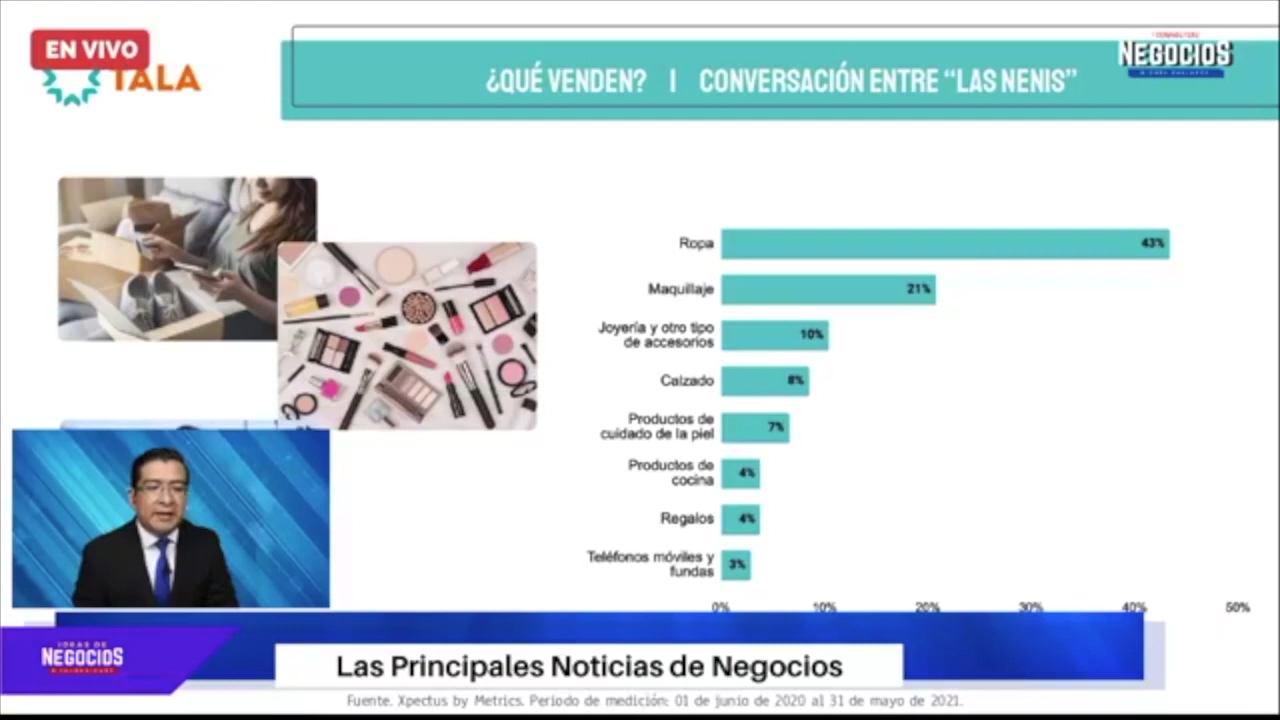 EN VIVO
TALA
¿QUÉ VENDEN? | CONVERSACIÓN ENTRE “LAS NENIS”
NEGOCIOS
Ropa
43%
Maquillaje
21%
Joyería y otro tipo
de accesorios
10%
Calzado
8%
Productos de
cuidado de la piel
7%
Productos de
cocina
4%
Regalos
4%
Teléfonos móviles y
fundas
3%
0% 10% 20% 30% 40% 50%
IDEAS DE
NEGOCIOS
Las Principales Noticias de Negocios
Fuente. Xpectus by Metrics. Periodo de medición: 01 de junio de 2020 al 31 de mayo de 2021.